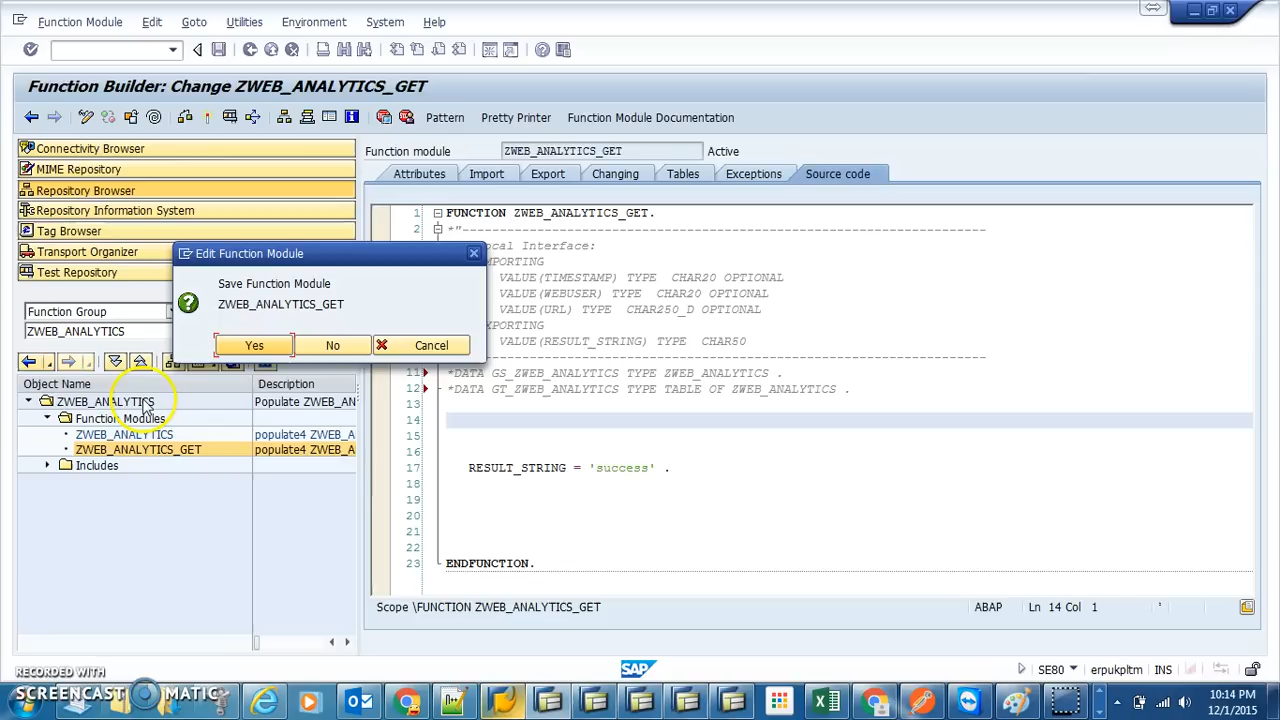 Function Module Edit Goto Utilities Environment System Help
Function Builder: Change ZWEB_ANALYTICS_GET
Pattern Pretty Printer Function Module Documentation
Connectivity Browser
MIME Repository
Repository Browser
Repository Information System
Tag Browser
Transport Organizer
Test Repository
Function Group
ZWEB_ANALYTICS
Object Name Description
ZWEB_ANALYTICS Populate ZWEB_AN
Function Modules
ZWEB_ANALYTICS populate4 ZWEB_A
ZWEB_ANALYTICS_GET populate4 ZWEB_A
Includes
Edit Function Module
Save Function Module
ZWEB_ANALYTICS_GET
Yes No Cancel
Function module ZWEB_ANALYTICS_GET Active
Attributes Import Export Changing Tables Exceptions Source code
1 FUNCTION ZWEB_ANALYTICS_GET.
2 *"----------------------------------------------------------------------
ocal Interface:
PORTING
VALUE(TIMESTAMP) TYPE CHAR20 OPTIONAL
VALUE(WEBUSER) TYPE CHAR20 OPTIONAL
VALUE(URL) TYPE CHAR250_D OPTIONAL
PORTING
VALUE(RESULT_STRING) TYPE CHAR50
----------------------------------------------------------------------
11 *DATA GS_ZWEB_ANALYTICS TYPE ZWEB_ANALYTICS .
12 *DATA GT_ZWEB_ANALYTICS TYPE TABLE OF ZWEB_ANALYTICS .
13
14
15
16
17 RESULT_STRING = 'success' .
18
19
20
21
22
23 ENDFUNCTION.
Scope \FUNCTION ZWEB_ANALYTICS_GET ABAP Ln 14 Col 1
SAP SE80 erpukpltm INS
RECORDED WITH
SCREENCAST MATIC
10:14 PM
12/1/2015